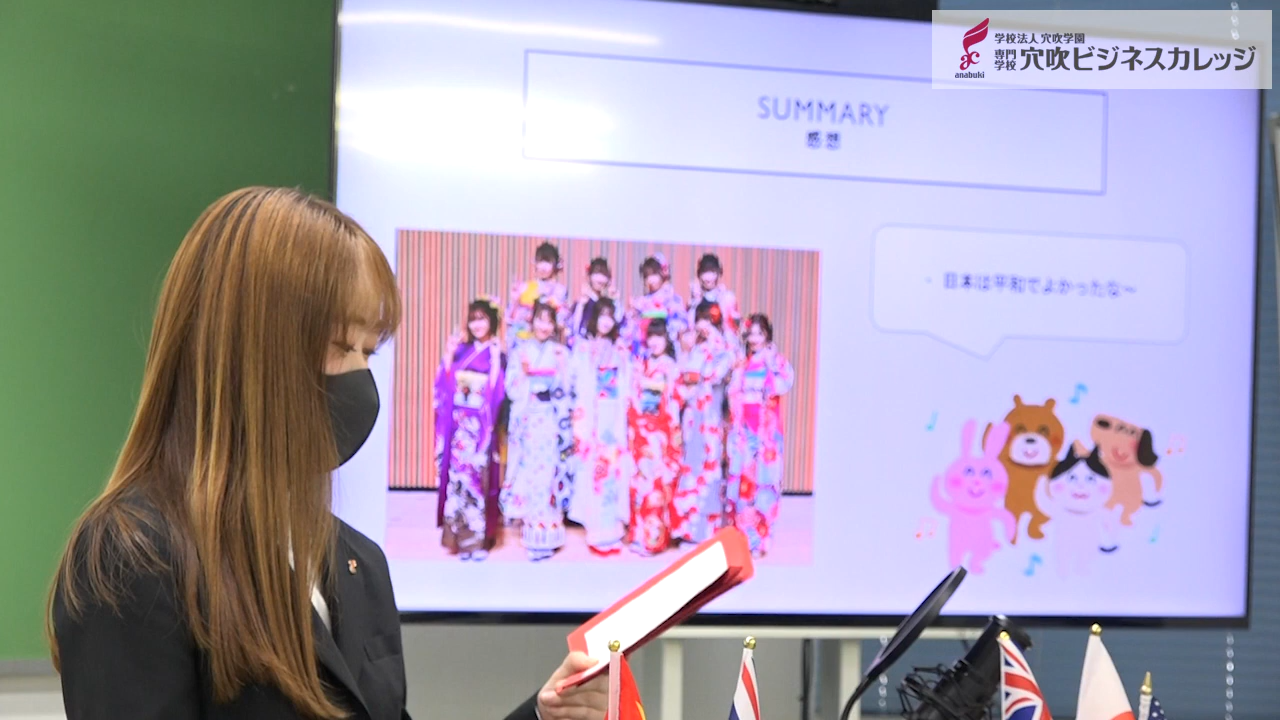 学校法人 穴吹学園
専門学校 穴吹ビジネスカレッジ
anabuki
SUMMARY
感想
- 日本は平和でよかったな〜